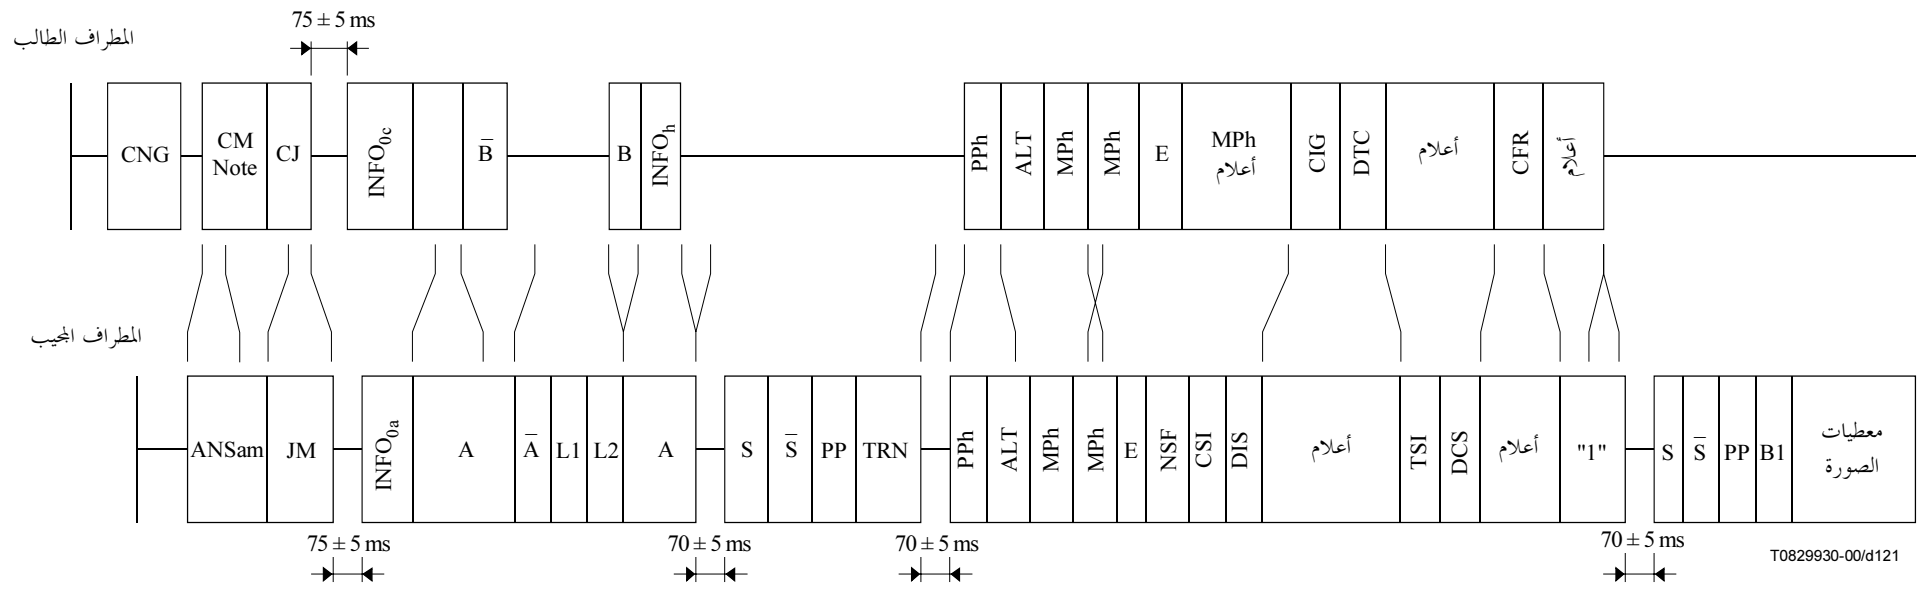 75 ± 5 ms
المطراف الطالب
CNG
CM
Note
CJ
INFO0c
B̄
B
INFOh
PPh
ALT
MPh
MPh
E
MPh
أعلام
CIG
DTC
أعلام
CFR
أعلام
المطراف المجيب
ANSam
JM
INFO0a
A
Ā
L1
L2
A
S
S̄
PP
TRN
PPh
ALT
MPh
MPh
E
NSF
CSI
DIS
أعلام
TSI
DCS
أعلام
"1"
S
S̄
PP
B1
معطيات
الصورة
75 ± 5 ms
70 ± 5 ms
70 ± 5 ms
70 ± 5 ms
T0829930-00/d121